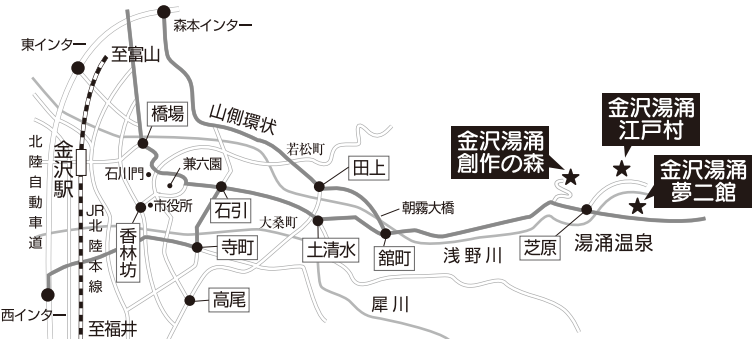 森本インター
東インター
至富山
橋場
山側環状
若松町
田上
金沢湯涌
創作の森
金沢湯涌
江戸村
金沢湯涌
夢二館
北陸自動車道
金沢駅
石川門
兼六園
市役所
石引
大桑町
朝霧大橋
JR北陸本線
香林坊
寺町
土清水
舘町
浅野川
芝原
湯涌温泉
高尾
犀川
西インター
至福井